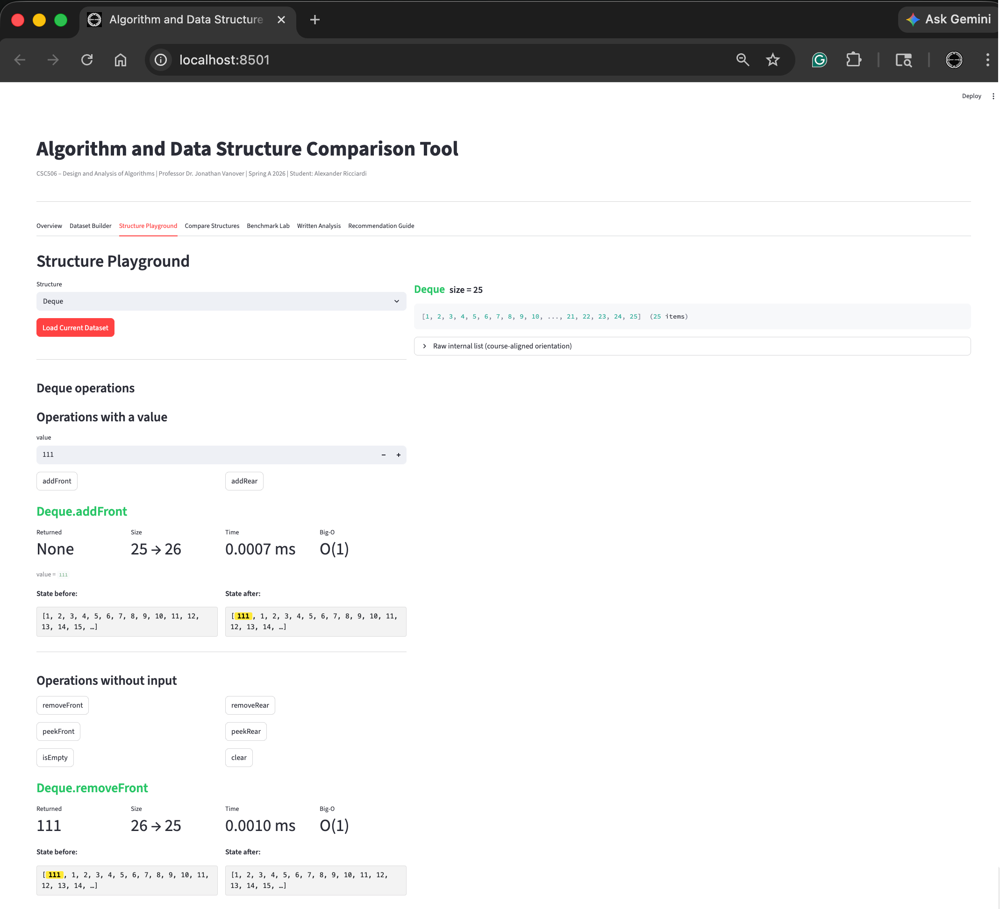 Algorithm and Data Structure
Ask Gemini
localhost:8501
Deploy
Algorithm and Data Structure Comparison Tool
CSC506 – Design and Analysis of Algorithms | Professor Dr. Jonathan Vanover | Spring A 2026 | Student: Alexander Ricciardi
Overview Dataset Builder Structure Playground Compare Structures Benchmark Lab Written Analysis Recommendation Guide
Structure Playground
Structure
Deque
Load Current Dataset
Deque size = 25
[1, 2, 3, 4, 5, 6, 7, 8, 9, 10, ..., 21, 22, 23, 24, 25] (25 items)
Raw internal list (course-aligned orientation)
Deque operations
Operations with a value
value
111 − +
addFront addRear
Deque.addFront
Returned Size Time Big-O
None 25 → 26 0.0007 ms O(1)
value = 111
State before: State after:
[1, 2, 3, 4, 5, 6, 7, 8, 9, 10, 11, 12,
13, 14, 15, …]
[111, 1, 2, 3, 4, 5, 6, 7, 8, 9, 10, 11,
12, 13, 14, …]
Operations without input
removeFront removeRear
peekFront peekRear
isEmpty clear
Deque.removeFront
Returned Size Time Big-O
111 26 → 25 0.0010 ms O(1)
State before: State after:
[111, 1, 2, 3, 4, 5, 6, 7, 8, 9, 10, 11,
12, 13, 14, …]
[1, 2, 3, 4, 5, 6, 7, 8, 9, 10, 11, 12,
13, 14, 15, …]